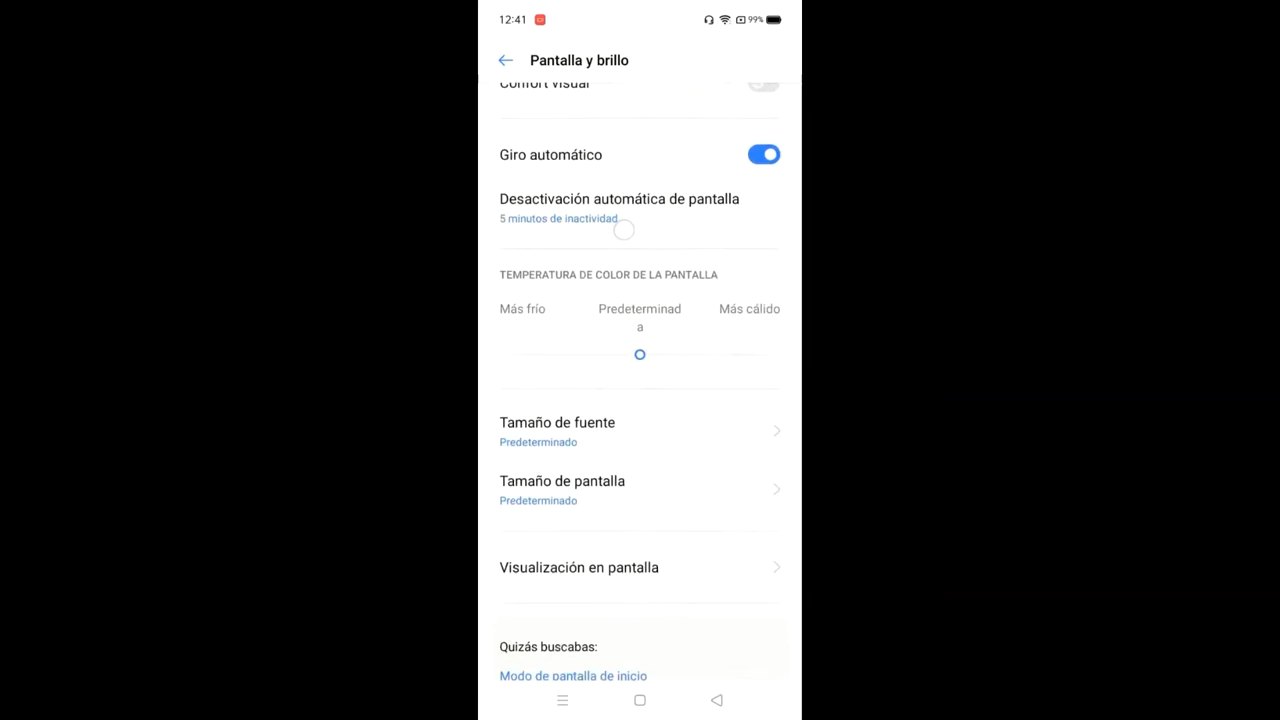 12:41
99%
Pantalla y brillo
Confort visual
Giro automático
Desactivación automática de pantalla
5 minutos de inactividad
TEMPERATURA DE COLOR DE LA PANTALLA
Más frío Predeterminad Más cálido
a
Tamaño de fuente
Predeterminado
Tamaño de pantalla
Predeterminado
Visualización en pantalla
Quizás buscabas:
Modo de pantalla de inicio